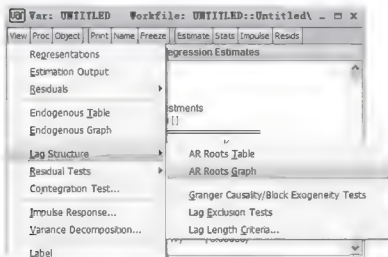 Var: UNTITLED Workfile: UNTITLED::Untitled\
View Proc Object Print Name Freeze Estimate Stats Impulse Resids
egression Estimates
Representations
Estimation Output
Residuals
stments
[]
Endogenous Table
Endogenous Graph
Lag Structure
AR Roots Table
Residual Tests
AR Roots Graph
Cointegration Test...
Granger Causality/Block Exogeneity Tests
Impulse Response...
Lag Exclusion Tests
Variance Decomposition...
Lag Length Criteria...
Label